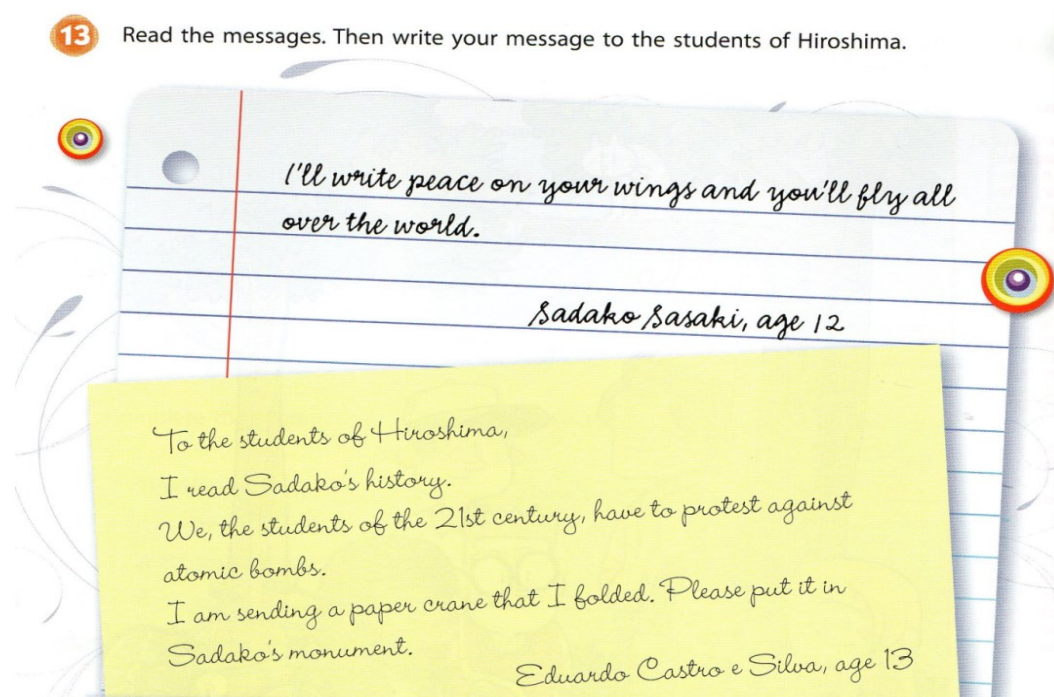 13 Read the messages. Then write your message to the students of Hiroshima.
I'll write peace on your wings and you'll fly all
over the world.
Sadako Sasaki, age 12
To the students of Hiroshima,
I read Sadako's history.
We, the students of the 21st century, have to protest against
atomic bombs.
I am sending a paper crane that I folded. Please put it in
Sadako's monument.
Eduardo Castro e Silva, age 13